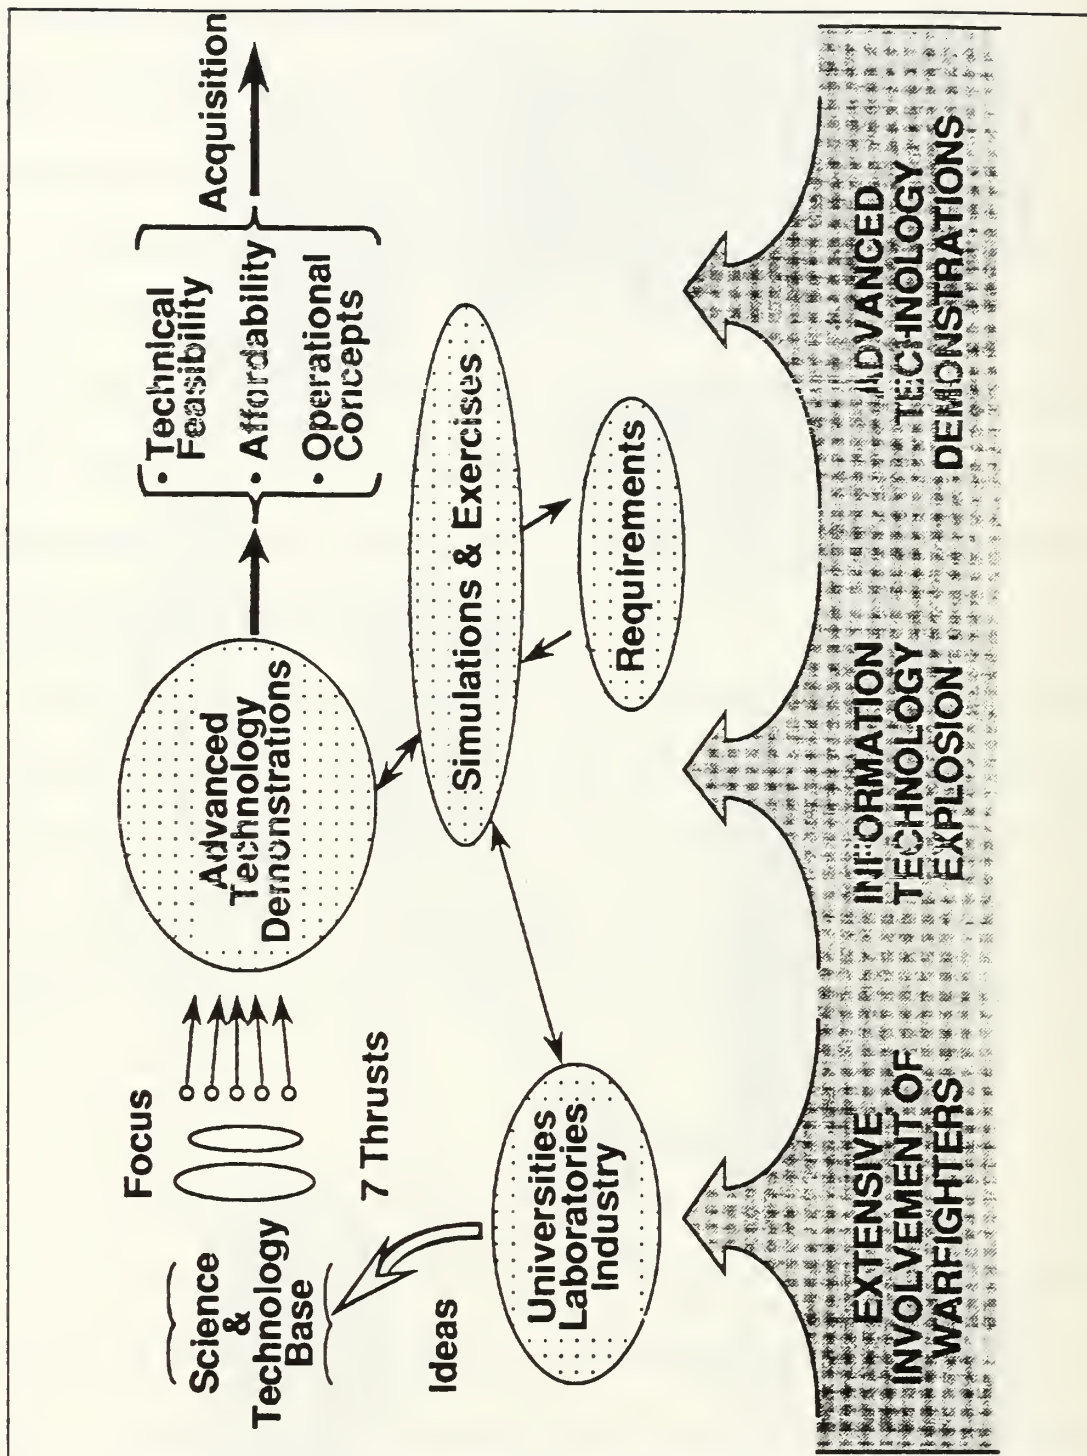 Science
&
Technology
Base
Focus
7 Thrusts
Ideas
Advanced
Technology
Demonstrations
• Technical
Feasibility
• Affordability
• Operational
Concepts
Acquisition
Universities
Laboratories
Industry
Simulations & Exercises
Requirements
EXTENSIVE
INVOLVEMENT OF
WARFIGHTERS
INFORMATION
TECHNOLOGY
EXPLOSION
ADVANCED
TECHNOLOGY
DEMONSTRATIONS